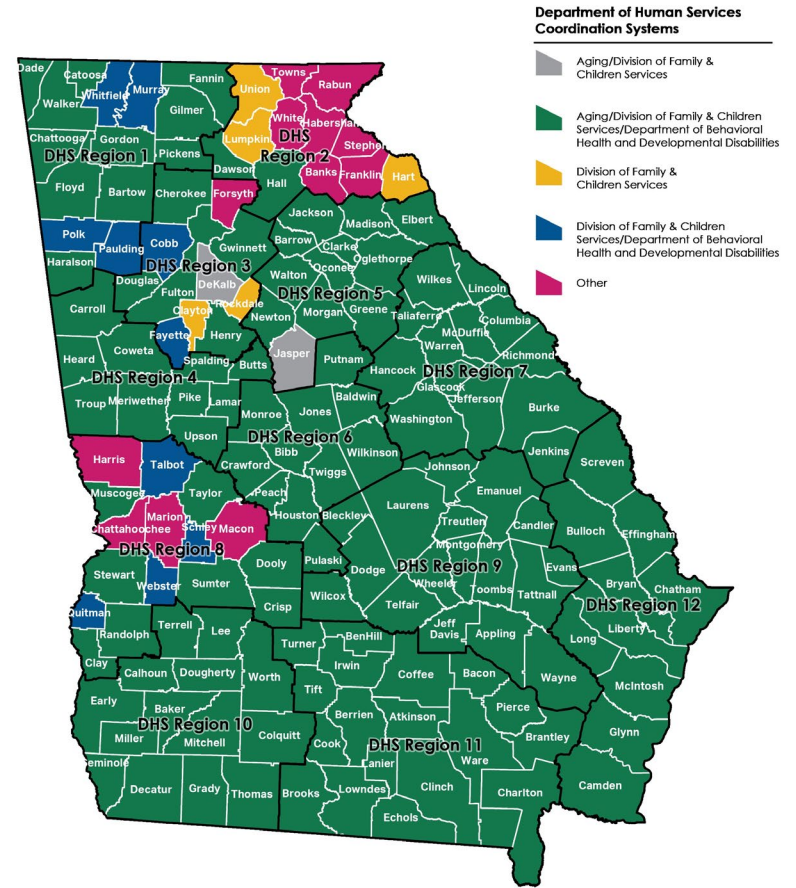 Department of Human Services
Coordination Systems
Aging/Division of Family &
Children Services
Aging/Division of Family & Children
Services/Department of Behavioral
Health and Developmental Disabilities
Division of Family &
Children Services
Division of Family & Children
Services/Department of Behavioral
Health and Developmental Disabilities
Other
Dade
Catoosa
Whitfield
Murray
Fannin
Union
Towns
Rabun
Walker
Gilmer
White
Habersham
Lumpkin
Stephe
Chattooga
Gordon
Pickens
DHS Region 1
DHS
Region 2
Dawson
Banks
Franklin
Hart
Floyd
Bartow
Cherokee
Forsyth
Hall
Jackson
Madison
Elbert
Polk
Paulding
Cobb
Gwinnett
Barrow
Clarke
Oconee
Oglethorpe
Haralson
DHS Region 3
Douglas
Fulton
DeKalb
Rockdale
Walton
DHS Region 5
Wilkes
Lincoln
Carroll
Clayton
Newton
Morgan
Greene
Taliaferro
Columbia
McDuffie
Fayette
Henry
Warren
Richmond
Heard
Coweta
Spalding
Butts
Jasper
Putnam
Hancock
DHS Region 7
DHS Region 4
Glascock
Jefferson
Troup
Meriwether
Pike
Lamar
Monroe
Jones
Baldwin
Washington
Burke
Upson
DHS Region 6
Bibb
Wilkinson
Jenkins
Screven
Harris
Talbot
Crawford
Twiggs
Johnson
Emanuel
Muscogee
Taylor
Peach
Laurens
Marion
Chattahoochee
Schley
Macon
Houston
Bleckley
Treutlen
Candler
Bulloch
Effingham
DHS Region 8
Montgomery
Stewart
Webster
Sumter
Dooly
Pulaski
Dodge
DHS Region 9
Wheeler
Evans
Toombs
Tattnall
Bryan
Chatham
DHS Region 12
Quitman
Crisp
Wilcox
Telfair
Randolph
Terrell
Lee
Turner
BenHill
Jeff
Davis
Appling
Long
Liberty
Clay
Calhoun
Dougherty
Worth
Irwin
Coffee
Bacon
Wayne
McIntosh
Early
Baker
Tift
Pierce
DHS Region 10
Miller
Mitchell
Colquitt
Berrien
Atkinson
Brantley
Glynn
Cook
DHS Region 11
Ware
eminole
Lanier
Decatur
Grady
Thomas
Brooks
Lowndes
Clinch
Charlton
Camden
Echols